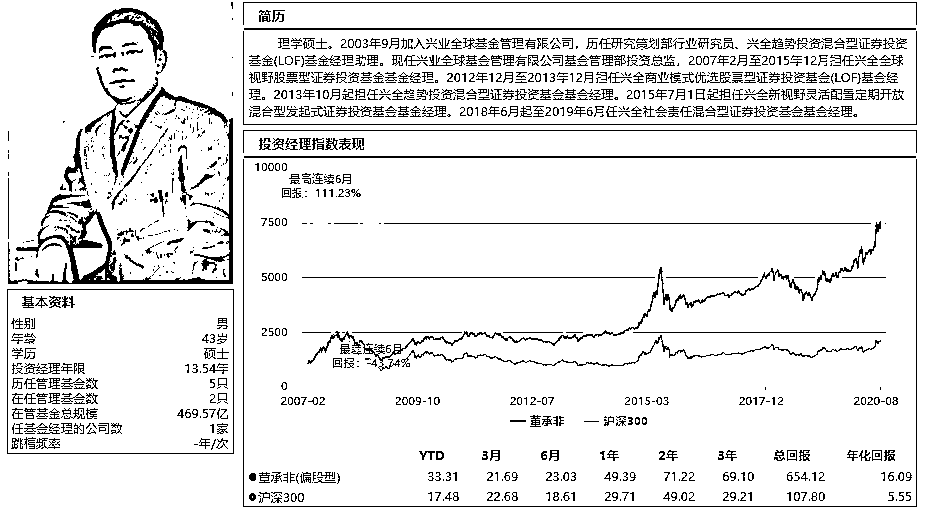 简历
理学硕士。2003年9月加入兴业全球基金管理有限公司，历任研究策划部行业研究员、兴全趋势投资混合型证券投资
基金(LOF)基金经理助理。现任兴业全球基金管理有限公司基金管理部投资总监，2007年2月至2015年12月担任兴全全球
视野股票型证券投资基金基金经理。2012年12月至2013年12月担任兴全商业模式优选股票型证券投资基金(LOF)基金经
理。2013年10月起担任兴全趋势投资混合型证券投资基金基金经理。2015年7月1日起担任兴全新视野灵活配置定期开放
混合型发起式证券投资基金基金经理。2018年6月起至2019年6月任兴全社会责任混合型证券投资基金基金经理。
投资经理指数表现
10000
最高连续6月
回报：111.23%
7500
5000
2500
最连续6月
回报：-43.74%
0
2007-02 2009-10 2012-07 2015-03 2017-12 2020-08
董承非 沪深300
基本资料
性别 男
年龄 43岁
学历 硕士
投资经理年限 13.54年
历任管理基金数 5只
在任管理基金数 2只
在管基金总规模 469.57亿
任基金经理的公司数 1家
跳槽频率 -年/次
YTD 3月 6月 1年 2年 3年 总回报 年化回报
董承非(偏股型) 33.31 21.69 23.03 49.39 71.22 69.10 654.12 16.09
沪深300 17.48 22.68 18.61 29.71 49.02 29.21 107.80 5.55